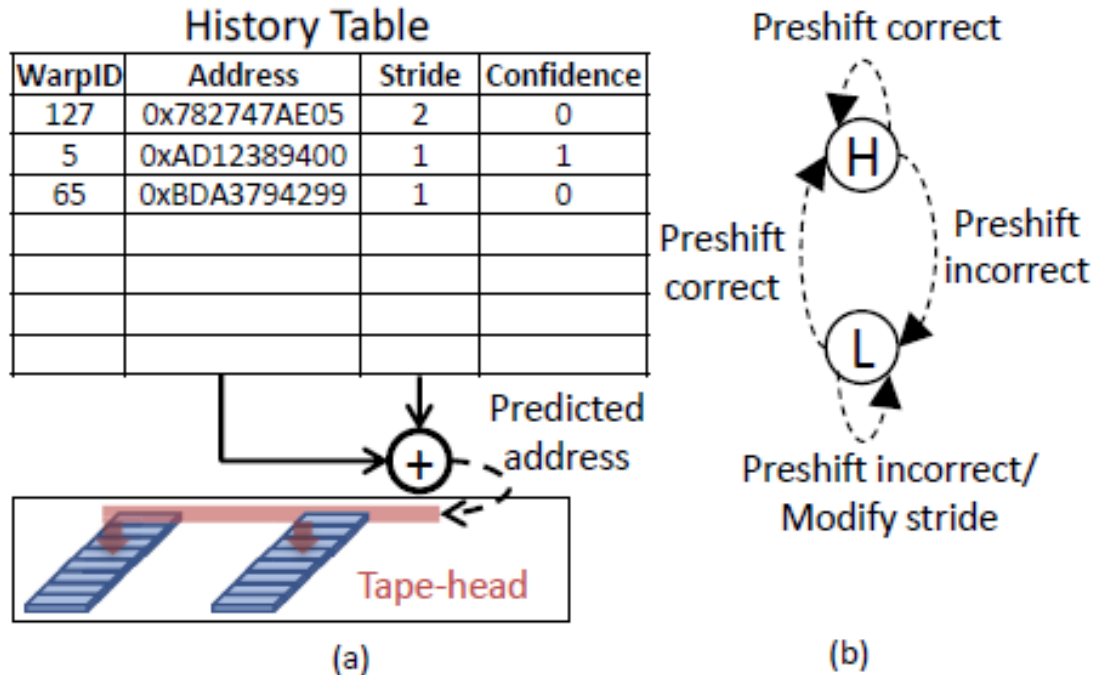 History Table
WarpID Address Stride Confidence
127 0x782747AE05 2 0
5 0xAD12389400 1 1
65 0xBDA3794299 1 0
+
Predicted
address
Tape-head
(a)
Preshift correct
H
Preshift
correct
Preshift
incorrect
L
Preshift incorrect/
Modify stride
(b)